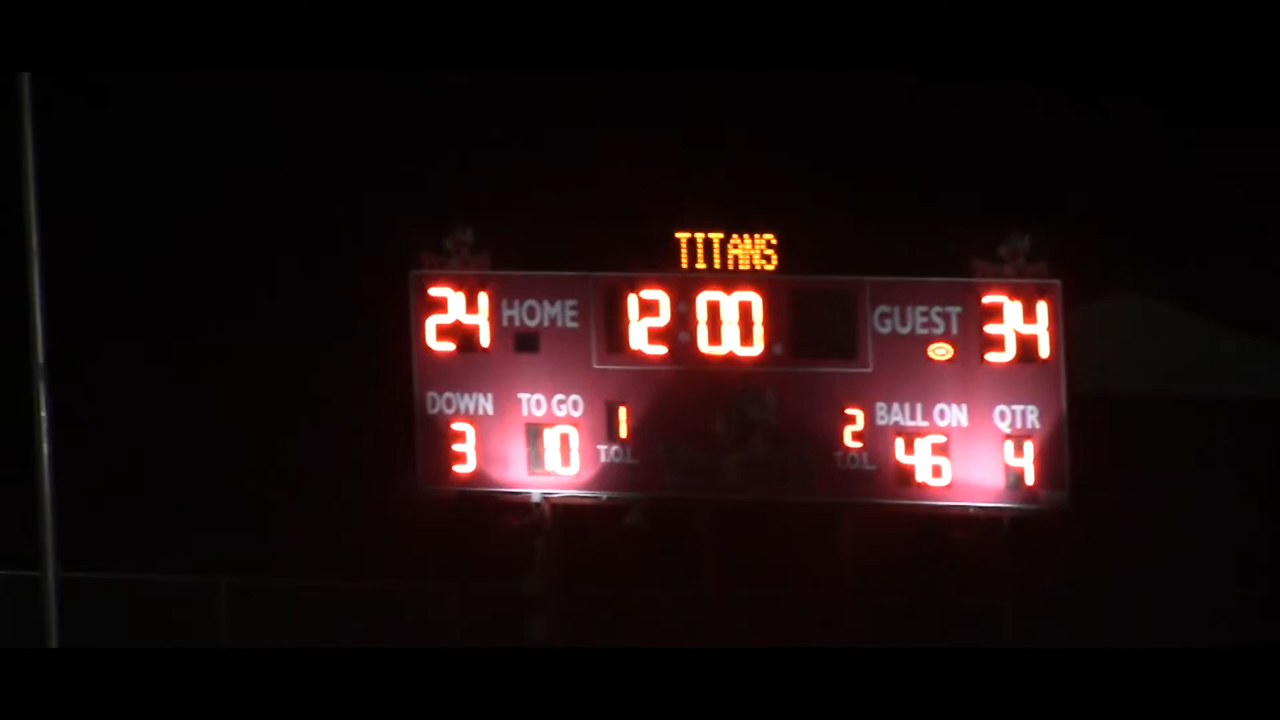 TITANS
24 HOME 12:00 GUEST 34
DOWN TO GO BALL ON QTR
3 10 1 2 46 4
T.O.L. T.O.L.